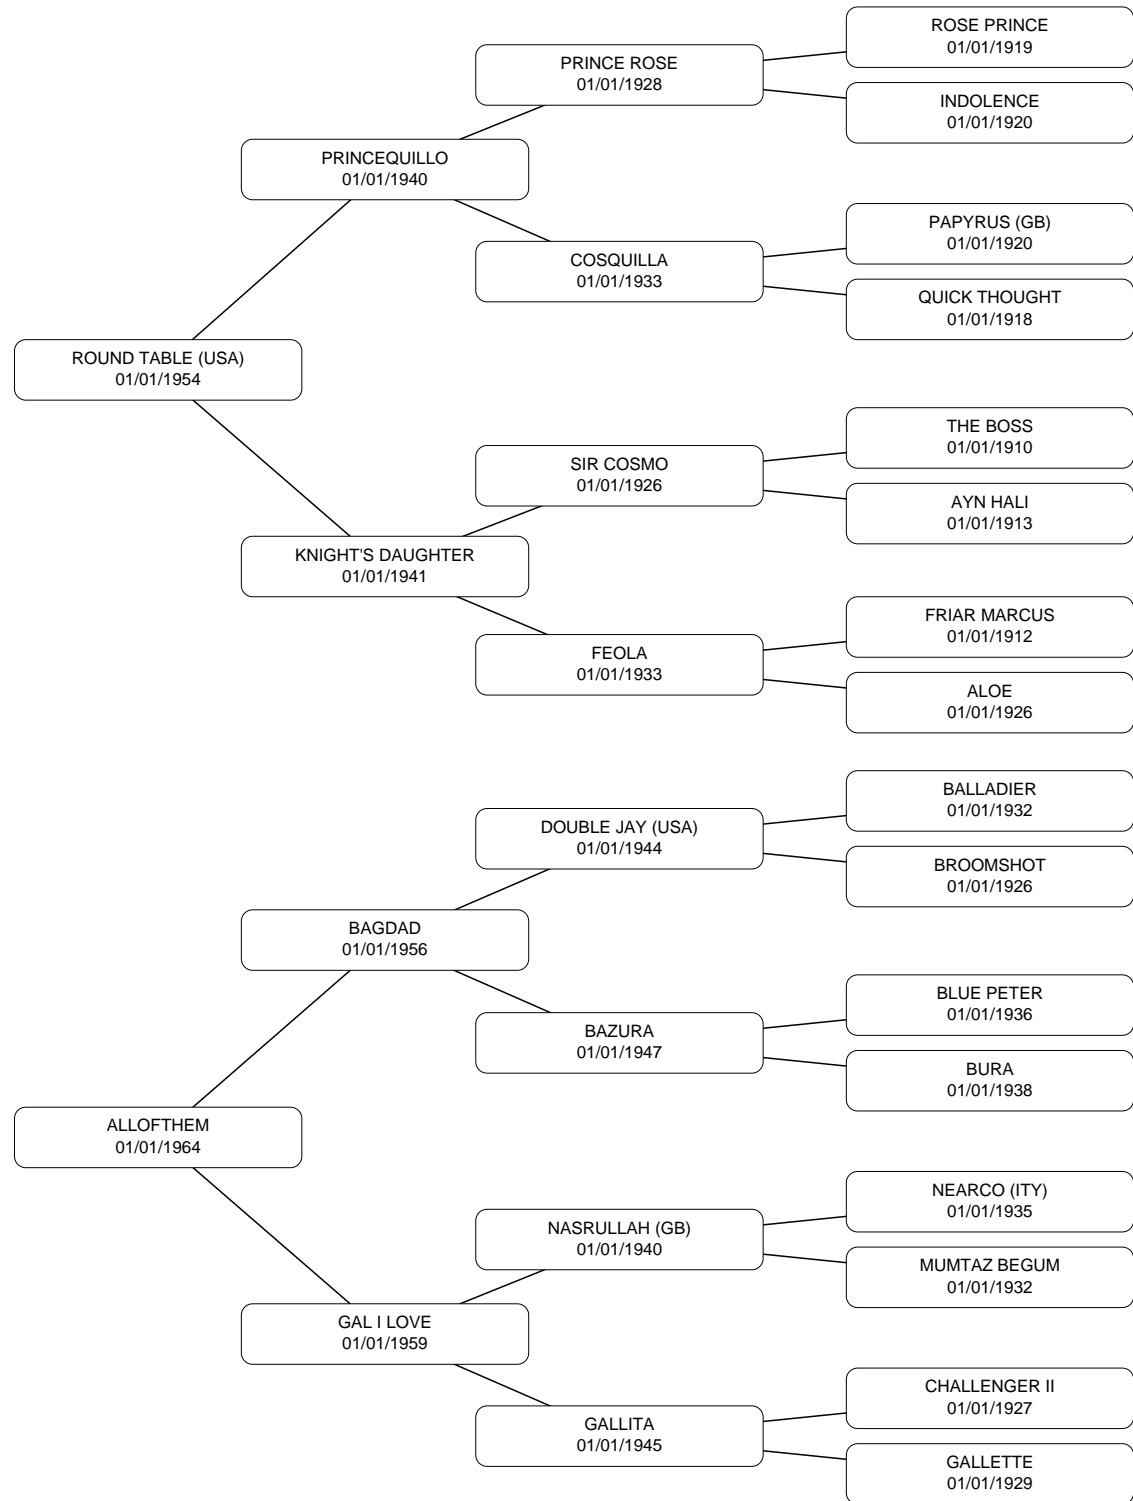 ROSE PRINCE
01/01/1919
PRINCE ROSE
01/01/1928
INDOLENCE
01/01/1920
PRINCEQUILLO
01/01/1940
PAPYRUS (GB)
01/01/1920
COSQUILLA
01/01/1933
QUICK THOUGHT
01/01/1918
ROUND TABLE (USA)
01/01/1954
THE BOSS
01/01/1910
SIR COSMO
01/01/1926
AYN HALI
01/01/1913
KNIGHT'S DAUGHTER
01/01/1941
FRIAR MARCUS
01/01/1912
FEOLA
01/01/1933
ALOE
01/01/1926
BALLADIER
01/01/1932
DOUBLE JAY (USA)
01/01/1944
BROOMSHOT
01/01/1926
BAGDAD
01/01/1956
BLUE PETER
01/01/1936
BAZURA
01/01/1947
BURA
01/01/1938
ALLOFTHEM
01/01/1964
NEARCO (ITY)
01/01/1935
NASRULLAH (GB)
01/01/1940
MUMTAZ BEGUM
01/01/1932
GAL I LOVE
01/01/1959
CHALLENGER II
01/01/1927
GALLITA
01/01/1945
GALLETTE
01/01/1929